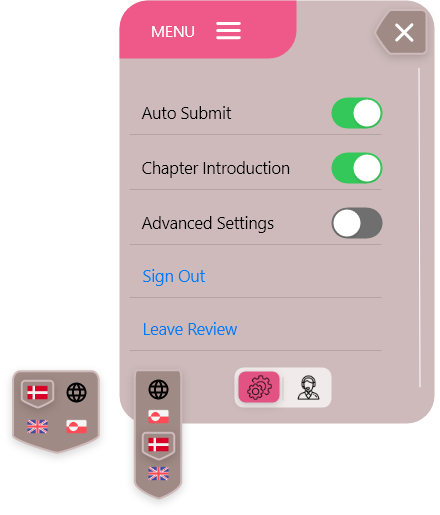 MENU
Auto Submit
Chapter Introduction
Advanced Settings
Sign Out
Leave Review